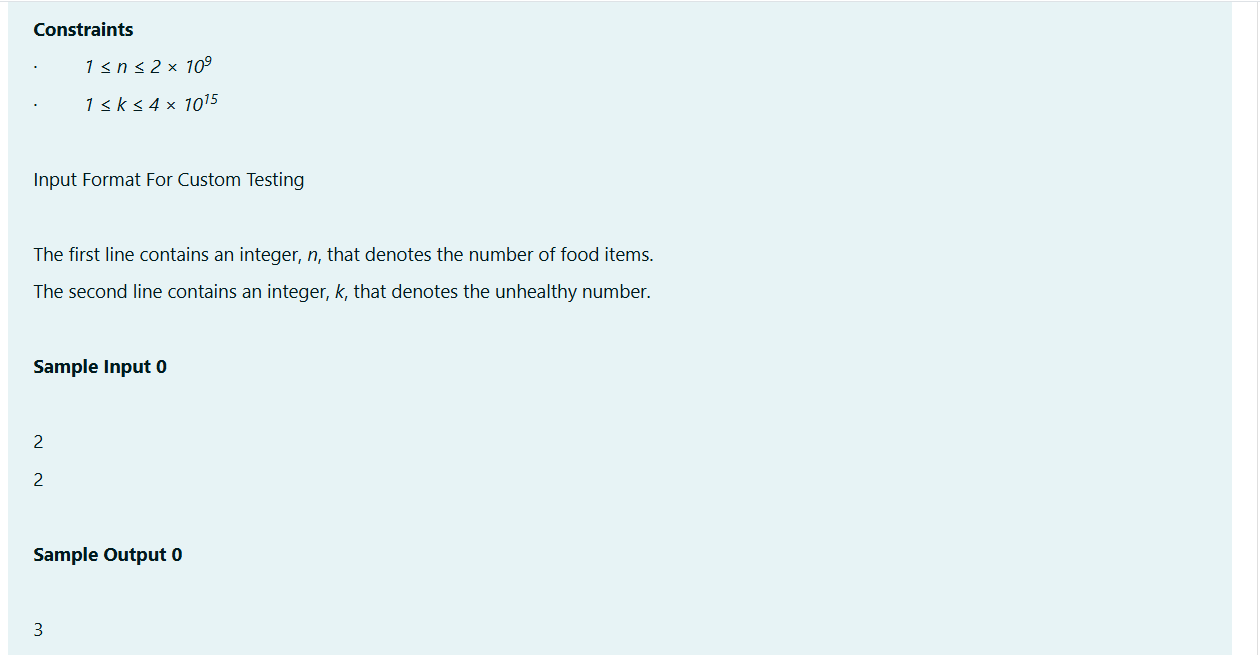 Constraints
· 1 ≤ n ≤ 2 × 10⁹
· 1 ≤ k ≤ 4 × 10¹⁵
Input Format For Custom Testing
The first line contains an integer, n, that denotes the number of food items.
The second line contains an integer, k, that denotes the unhealthy number.
Sample Input 0
2
2
Sample Output 0
3